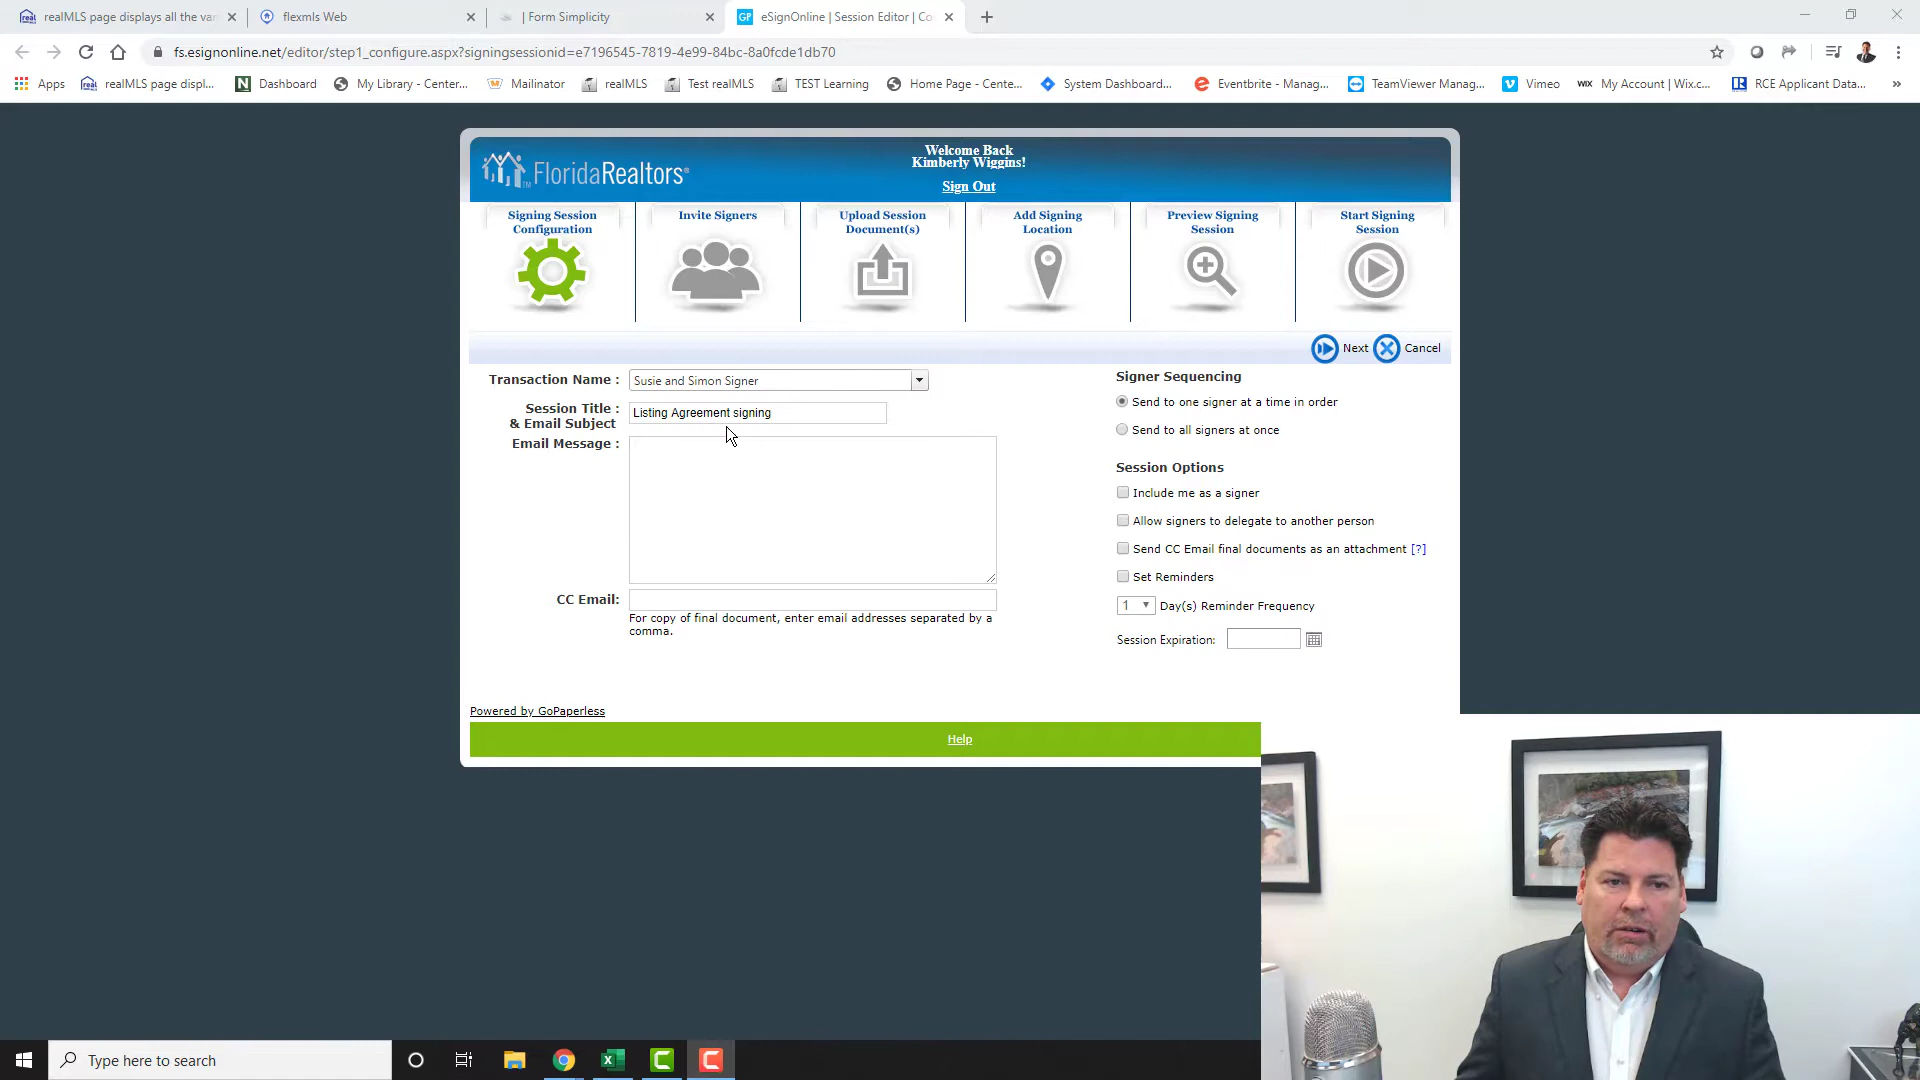 realMLS page displays all the var
flexmls Web
| Form Simplicity
GP
eSignOnline | Session Editor | Co
fs.esignonline.net/editor/step1_configure.aspx?signingsessionid=e7196545-7819-4e99-84bc-8a0fcde1db70
Apps
real
realMLS page displ...
N
Dashboard
My Library - Center...
Mailinator
realMLS
Test realMLS
TEST Learning
Home Page - Cente...
System Dashboard...
Eventbrite - Manag...
TeamViewer Manag...
Vimeo
WIX
My Account | Wix.c...
RCE Applicant Data...
»
FloridaRealtors®
Welcome Back
Kimberly Wiggins!
Sign Out
Signing Session
Configuration
Invite Signers
Upload Session
Document(s)
Add Signing
Location
Preview Signing
Session
Start Signing
Session
Next
Cancel
Transaction Name :
Susie and Simon Signer
Session Title :
& Email Subject
Listing Agreement signing
Email Message :
CC Email:
For copy of final document, enter email addresses separated by a
comma.
Signer Sequencing
Send to one signer at a time in order
Send to all signers at once
Session Options
Include me as a signer
Allow signers to delegate to another person
Send CC Email final documents as an attachment [?]
Set Reminders
1
Day(s) Reminder Frequency
Session Expiration:
Powered by GoPaperless
Help
Type here to search